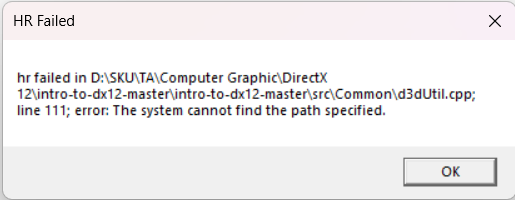 HR Failed
hr failed in D:\SKU\TA\Computer Graphic\DirectX
12\intro-to-dx12-master\intro-to-dx12-master\src\Common\d3dUtil.cpp;
line 111; error: The system cannot find the path specified.
OK